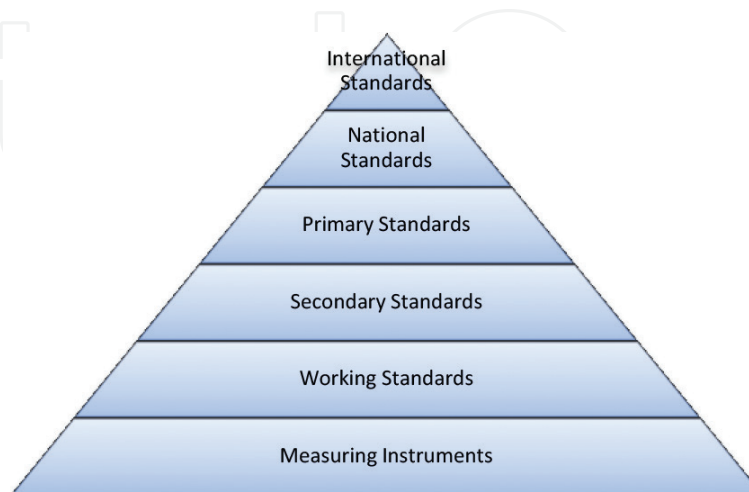 International
Standards
National
Standards
Primary Standards
Secondary Standards
Working Standards
Measuring Instruments